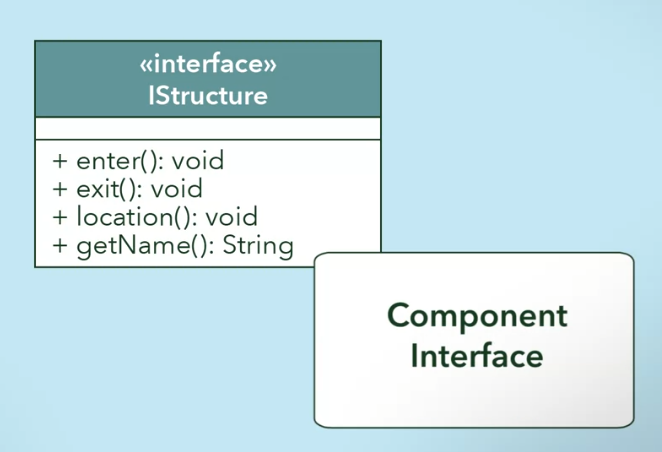 «interface»
IStructure
+ enter(): void
+ exit(): void
+ location(): void
+ getName(): String
Component
Interface